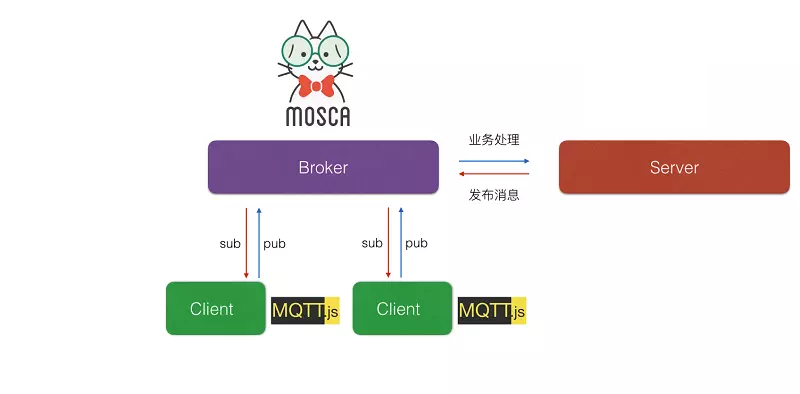 MOSCA
Broker
业务处理
发布消息
Server
sub
pub
sub
pub
Client
MQTT.js
Client
MQTT.js